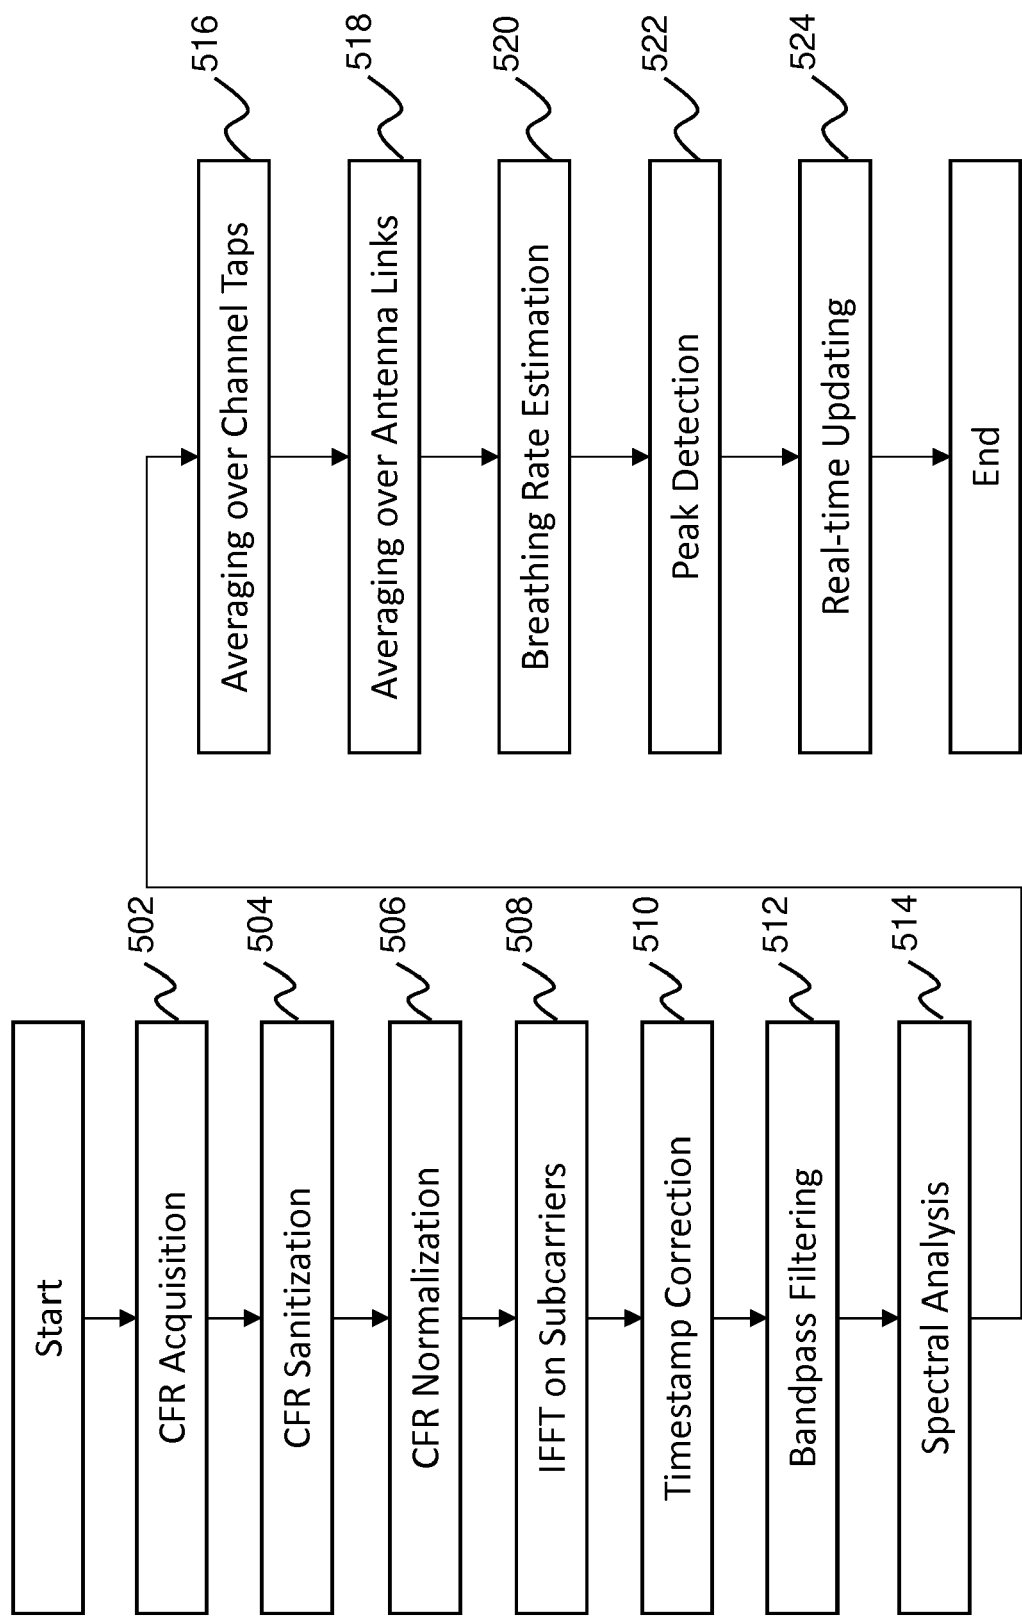 Start
CFR Acquisition
502
CFR Sanitization
504
CFR Normalization
506
IFFT on Subcarriers
508
Timestamp Correction
510
Bandpass Filtering
512
Spectral Analysis
514
Averaging over Channel Taps
516
Averaging over Antenna Links
518
Breathing Rate Estimation
520
Peak Detection
522
Real-time Updating
524
End